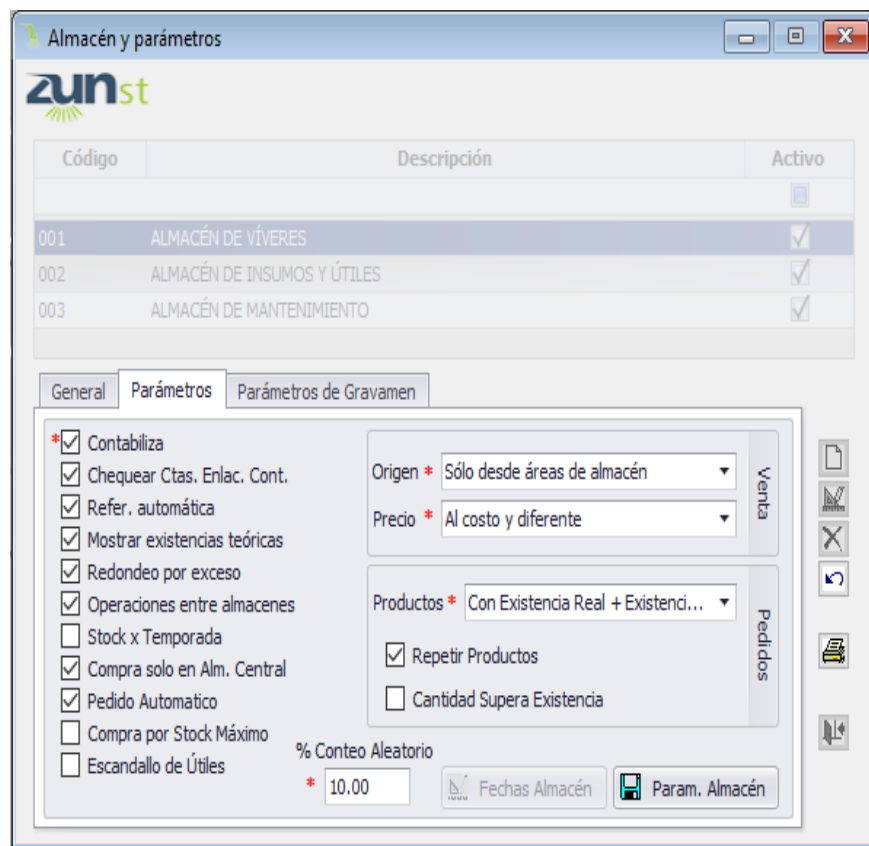 Almacén y parámetros
zunst
Código Descripción Activo
001 ALMACÉN DE VÍVERES
002 ALMACÉN DE INSUMOS Y ÚTILES
003 ALMACÉN DE MANTENIMIENTO
General Parámetros Parámetros de Gravamen
* Contabiliza
Chequear Ctas. Enlac. Cont.
Refer. automática
Mostrar existencias teóricas
Redondeo por exceso
Operaciones entre almacenes
Stock x Temporada
Compra solo en Alm. Central
Pedido Automatico
Compra por Stock Máximo
Escandallo de Útiles
Origen * Sólo desde áreas de almacén
Precio * Al costo y diferente
Venta
Productos * Con Existencia Real + Existenci...
Repetir Productos
Cantidad Supera Existencia
Pedidos
% Conteo Aleatorio
* 10.00
Fechas Almacén
Param. Almacén